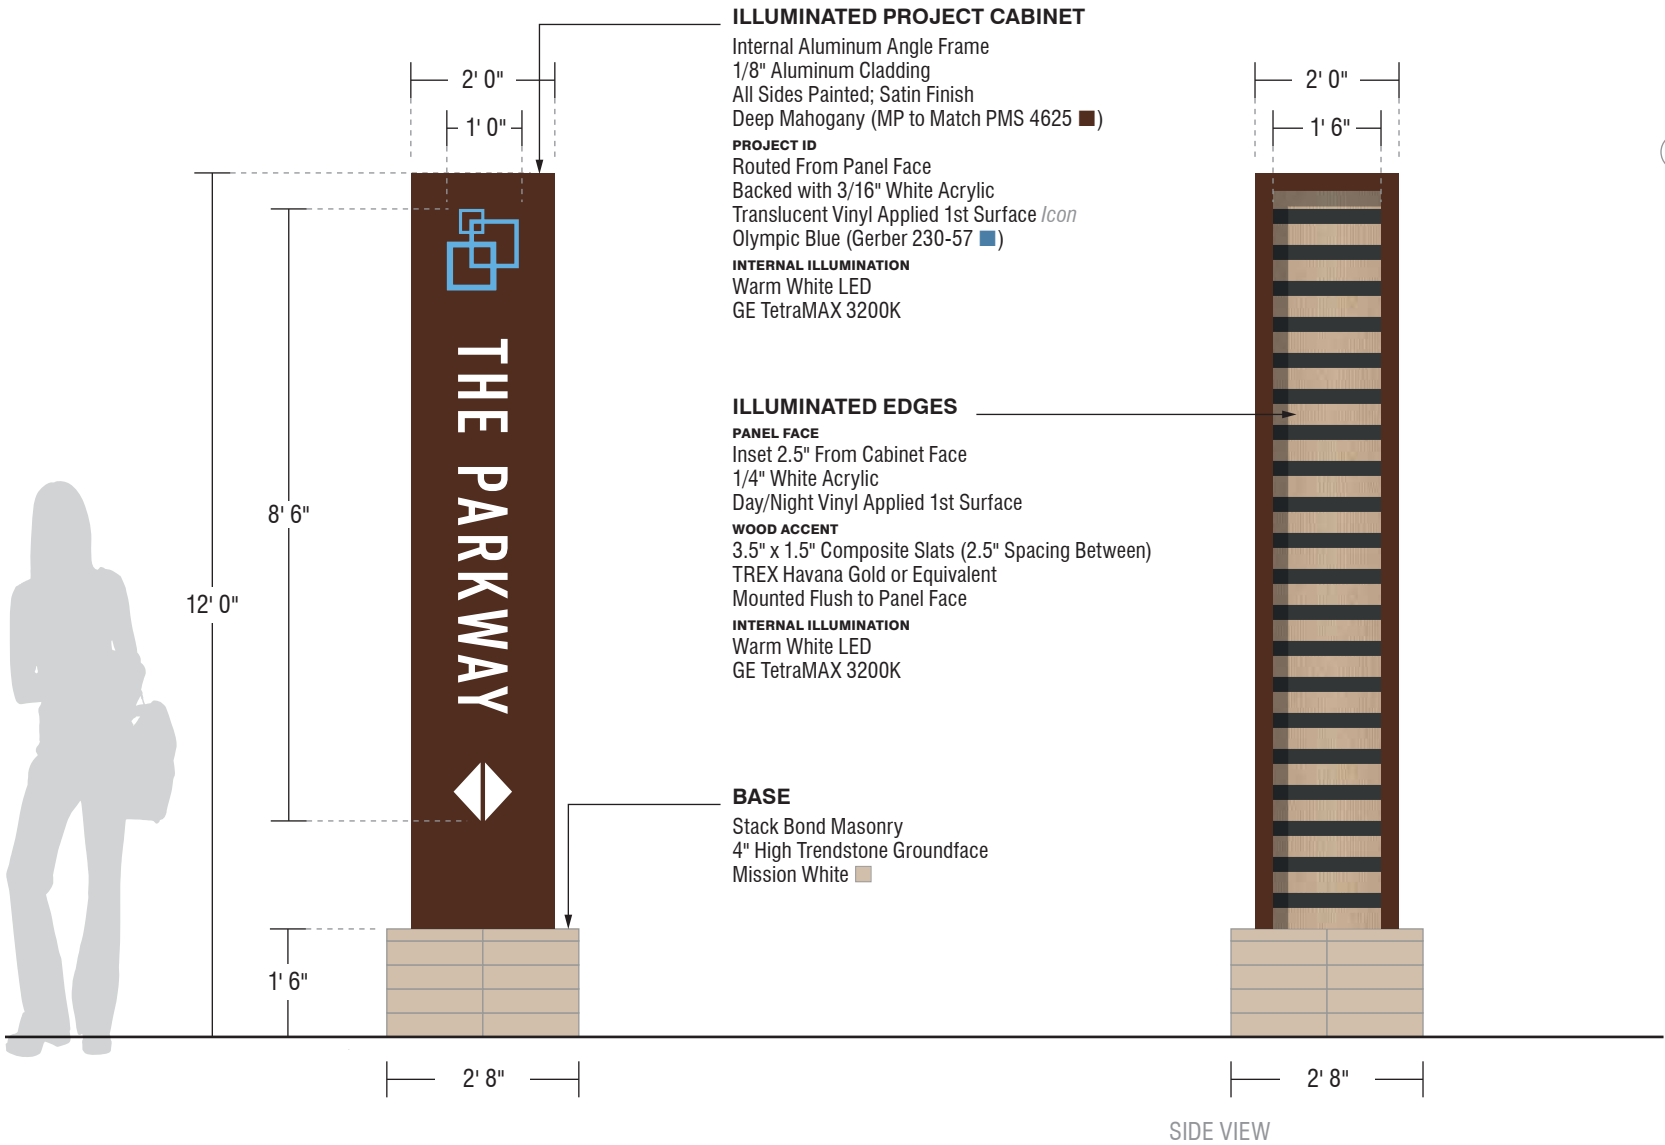 ILLUMINATED PROJECT CABINET
Internal Aluminum Angle Frame
1/8" Aluminum Cladding
All Sides Painted; Satin Finish
Deep Mahogany (MP to Match PMS 4625 )
PROJECT ID
Routed From Panel Face
Backed with 3/16" White Acrylic
Translucent Vinyl Applied 1st Surface Icon
Olympic Blue (Gerber 230-57 )
INTERNAL ILLUMINATION
Warm White LED
GE TetraMAX 3200K
2' 0"
1' 0"
2' 0"
1' 6"
THE PARKWAY
8' 6"
12' 0"
1' 6"
ILLUMINATED EDGES
PANEL FACE
Inset 2.5" From Cabinet Face
1/4" White Acrylic
Day/Night Vinyl Applied 1st Surface
WOOD ACCENT
3.5" x 1.5" Composite Slats (2.5" Spacing Between)
TREX Havana Gold or Equivalent
Mounted Flush to Panel Face
INTERNAL ILLUMINATION
Warm White LED
GE TetraMAX 3200K
BASE
Stack Bond Masonry
4" High Trendstone Groundface
Mission White
2' 8"
2' 8"
SIDE VIEW